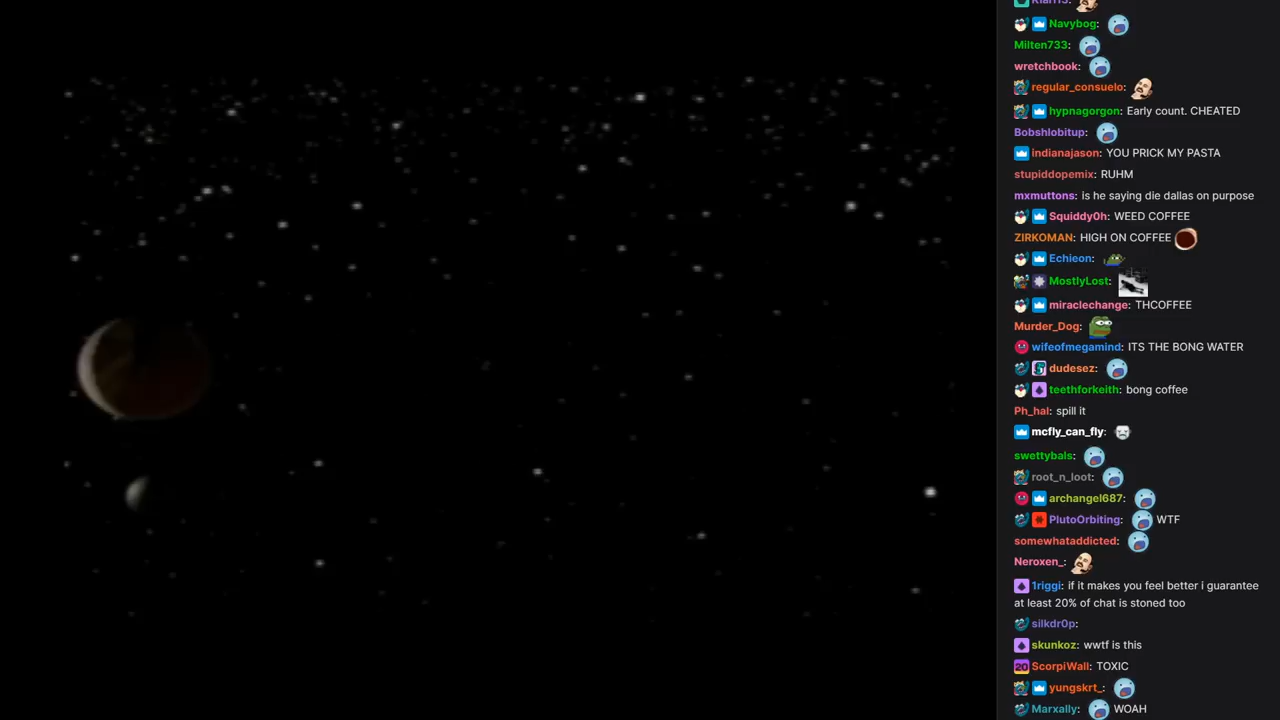 Navybog:
Milten733:
wretchbook:
regular_consuelo:
hypnagorgon: Early count. CHEATED
Bobshlobitup:
indianajason: YOU PRICK MY PASTA
stupiddopemix: RUHM
mxmuttons: is he saying die dallas on purpose
Squiddy0h: WEED COFFEE
ZIRKOMAN: HIGH ON COFFEE
Echieon:
MostlyLost:
miraclechange: THCOFFEE
Murder_Dog:
wifeofmegamind: ITS THE BONG WATER
dudesez:
teethforkeith: bong coffee
Ph_hal: spill it
mcfly_can_fly:
swettybals:
root_n_loot:
archangel687:
PlutoOrbiting: WTF
somewhataddicted:
Neroxen_:
1riggi: if it makes you feel better i guarantee
at least 20% of chat is stoned too
silkdr0p:
skunkoz: wwtf is this
20 ScorpiWall: TOXIC
yungskrt_:
Marxally: WOAH